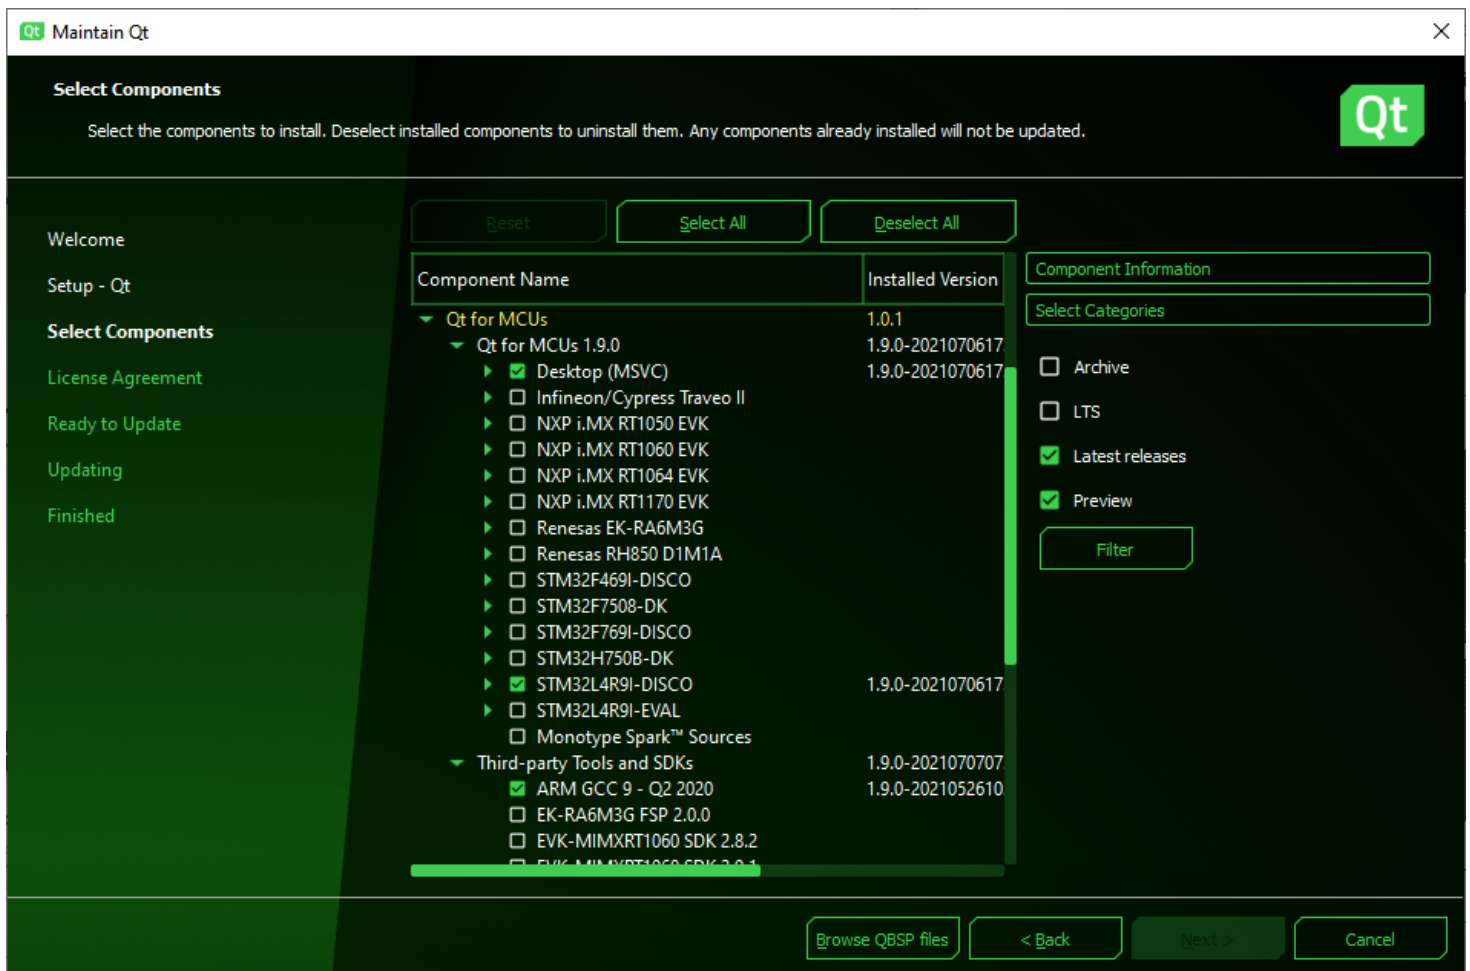 Qt Maintain Qt
Select Components
Select the components to install. Deselect installed components to uninstall them. Any components already installed will not be updated.
Qt
Welcome
Setup - Qt
Select Components
License Agreement
Ready to Update
Updating
Finished
Reset Select All Deselect All
Component Name Installed Version
Qt for MCUs 1.0.1
Qt for MCUs 1.9.0 1.9.0-2021070617
Desktop (MSVC) 1.9.0-2021070617
Infineon/Cypress Traveo II
NXP i.MX RT1050 EVK
NXP i.MX RT1060 EVK
NXP i.MX RT1064 EVK
NXP i.MX RT1170 EVK
Renesas EK-RA6M3G
Renesas RH850 D1M1A
STM32F469I-DISCO
STM32F7508-DK
STM32F769I-DISCO
STM32H750B-DK
STM32L4R9I-DISCO 1.9.0-2021070617
STM32L4R9I-EVAL
Monotype Spark™ Sources
Third-party Tools and SDKs 1.9.0-2021070707
ARM GCC 9 - Q2 2020 1.9.0-2021052610
EK-RA6M3G FSP 2.0.0
EVK-MIMXRT1060 SDK 2.8.2
Component Information
Select Categories
Archive
LTS
Latest releases
Preview
Filter
Browse QBSP files < Back Next > Cancel